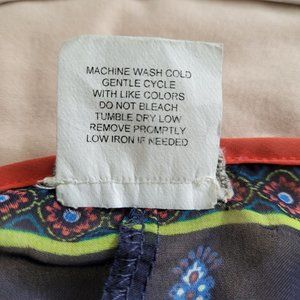 MACHINE WASH COLD
GENTLE CYCLE
WITH LIKE COLORS
DO NOT BLEACH
TUMBLE DRY LOW
REMOVE PROMPTLY
LOW IRON IF NEEDED